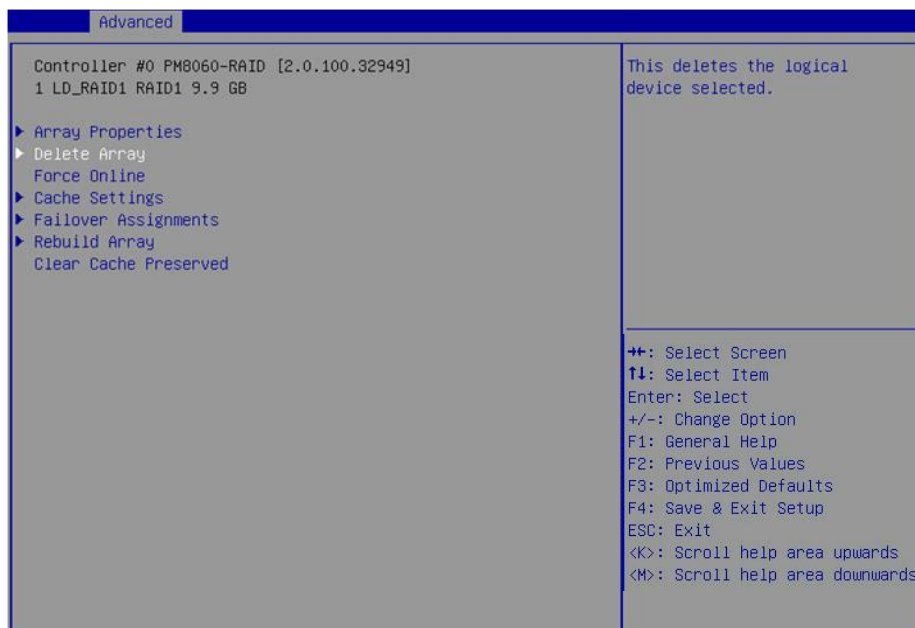 Advanced
Controller #0 PM8060-RAID [2.0.100.32949]
1 LD_RAID1 RAID1 9.9 GB
Array Properties
Delete Array
Force Online
Cache Settings
Failover Assignments
Rebuild Array
Clear Cache Preserved
This deletes the logical
device selected.
→←: Select Screen
↑↓: Select Item
Enter: Select
+/-: Change Option
F1: General Help
F2: Previous Values
F3: Optimized Defaults
F4: Save & Exit Setup
ESC: Exit
<K>: Scroll help area upwards
<M>: Scroll help area downwards